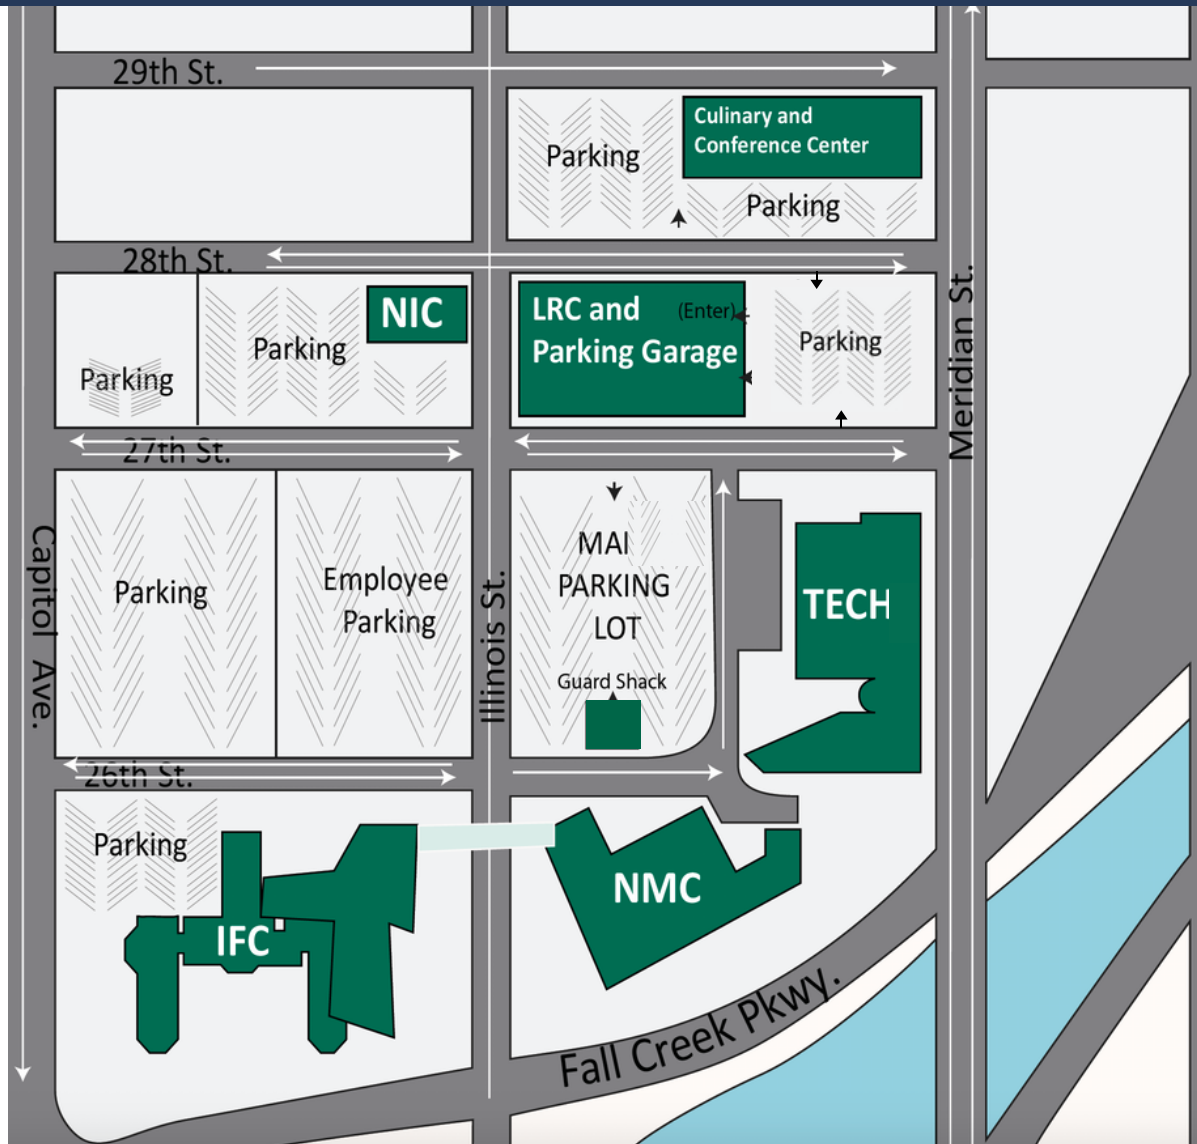 29th St.
Culinary and
Conference Center
Parking
Parking
28th St.
NIC
Parking
Parking
LRC and
Parking Garage
(Enter)
Parking
Meridian St.
27th St.
Capitol Ave.
Parking
Employee
Parking
Illinois St.
MAI
PARKING
LOT
Guard Shack
TECH
26th St.
Parking
IFC
NMC
Fall Creek Pkwy.